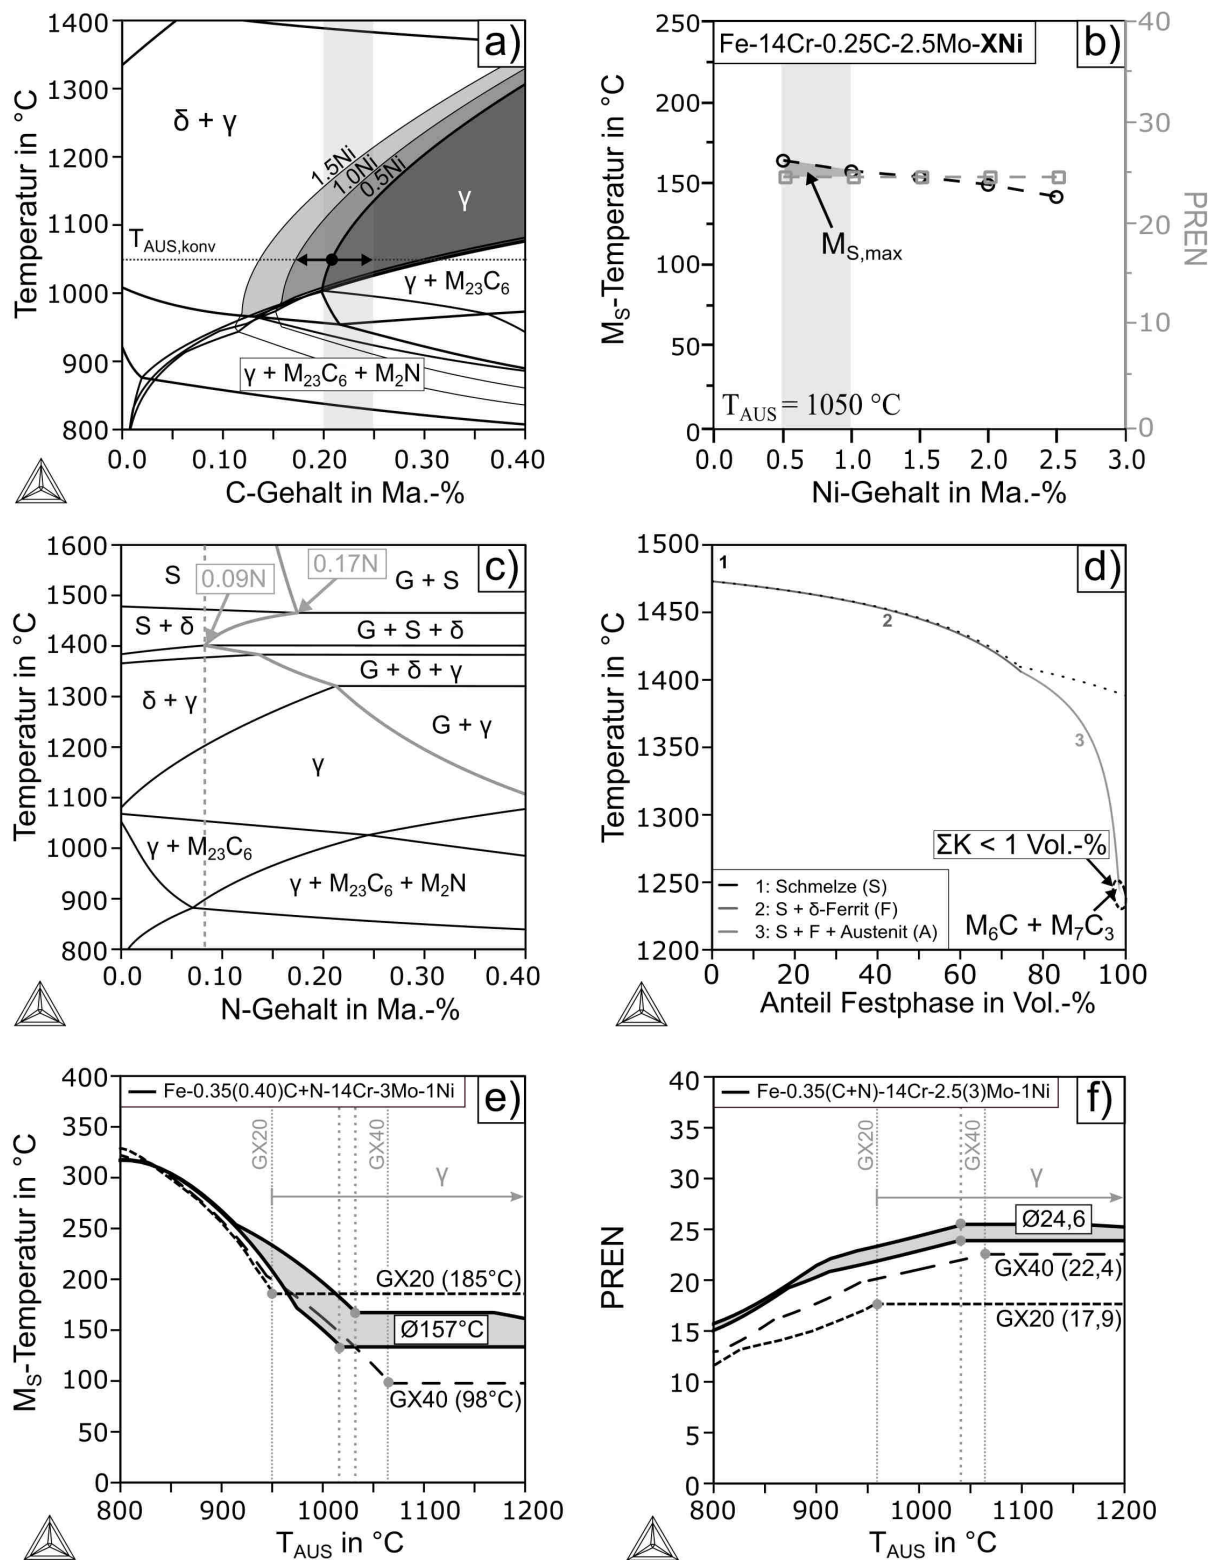 a)
Temperatur in °C
1400
1300
1200
1100
1000
900
800
δ + γ
1.5Ni
1.0Ni
0.5Ni
γ
T_AUS,konv
γ + M23C6
γ + M23C6 + M2N
0.0
0.10
0.20
0.30
0.40
C-Gehalt in Ma.-%
b)
Fe-14Cr-0.25C-2.5Mo-XNi
MS-Temperatur in °C
250
200
150
100
50
0
PREN
40
30
20
10
0
MS,max
TAUS = 1050 °C
0.0
0.5
1.0
1.5
2.0
2.5
3.0
Ni-Gehalt in Ma.-%
c)
Temperatur in °C
1600
1500
1400
1300
1200
1100
1000
900
800
S
0.09N
0.17N
G + S
S + δ
G + S + δ
G + δ + γ
δ + γ
G + γ
γ
γ + M23C6
γ + M23C6 + M2N
0.0
0.10
0.20
0.30
0.40
N-Gehalt in Ma.-%
d)
Temperatur in °C
1500
1450
1400
1350
1300
1250
1200
1
2
3
ΣK < 1 Vol.-%
M6C + M7C3
1: Schmelze (S)
2: S + δ-Ferrit (F)
3: S + F + Austenit (A)
0
20
40
60
80
100
Anteil Festphase in Vol.-%
e)
Fe-0.35(0.40)C+N-14Cr-3Mo-1Ni
MS-Temperatur in °C
400
350
300
250
200
150
100
50
0
GX20
GX40
γ
GX20 (185°C)
Ø157°C
GX40 (98°C)
800
900
1000
1100
1200
TAUS in °C
f)
Fe-0.35(C+N)-14Cr-2.5(3)Mo-1Ni
PREN
40
35
30
25
20
15
10
5
0
GX20
GX40
γ
Ø24,6
GX40 (22,4)
GX20 (17,9)
800
900
1000
1100
1200
TAUS in °C